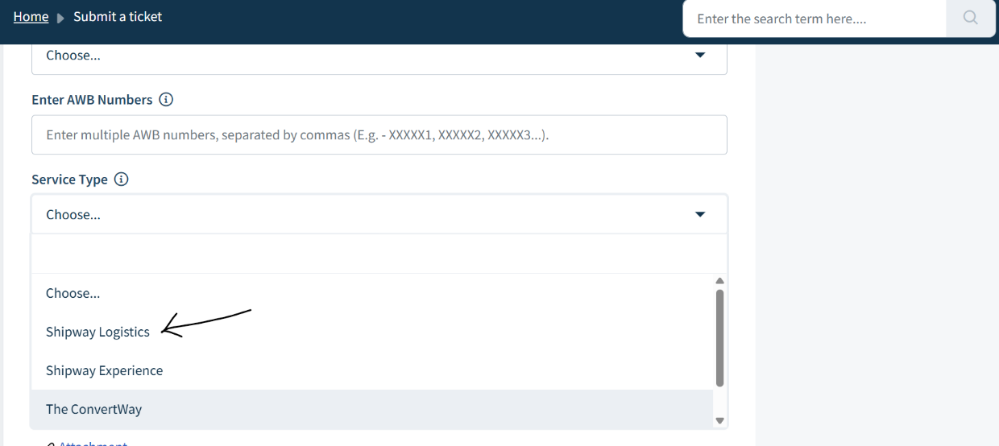 Home Submit a ticket
Enter the search term here....
Choose...
Enter AWB Numbers
Enter multiple AWB numbers, separated by commas (E.g. - XXXXX1, XXXXX2, XXXXX3...).
Service Type
Choose...
Choose...
Shipway Logistics
Shipway Experience
The ConvertWay
Attachment